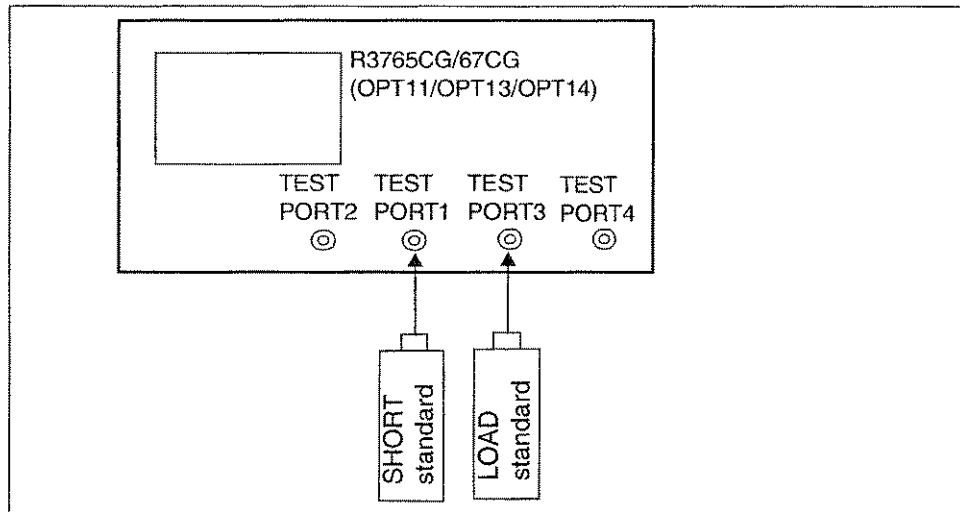 R3765CG/67CG
(OPT11/OPT13/OPT14)
TEST TEST TEST TEST
PORT2 PORT1 PORT3 PORT4
SHORT
standard
LOAD
standard